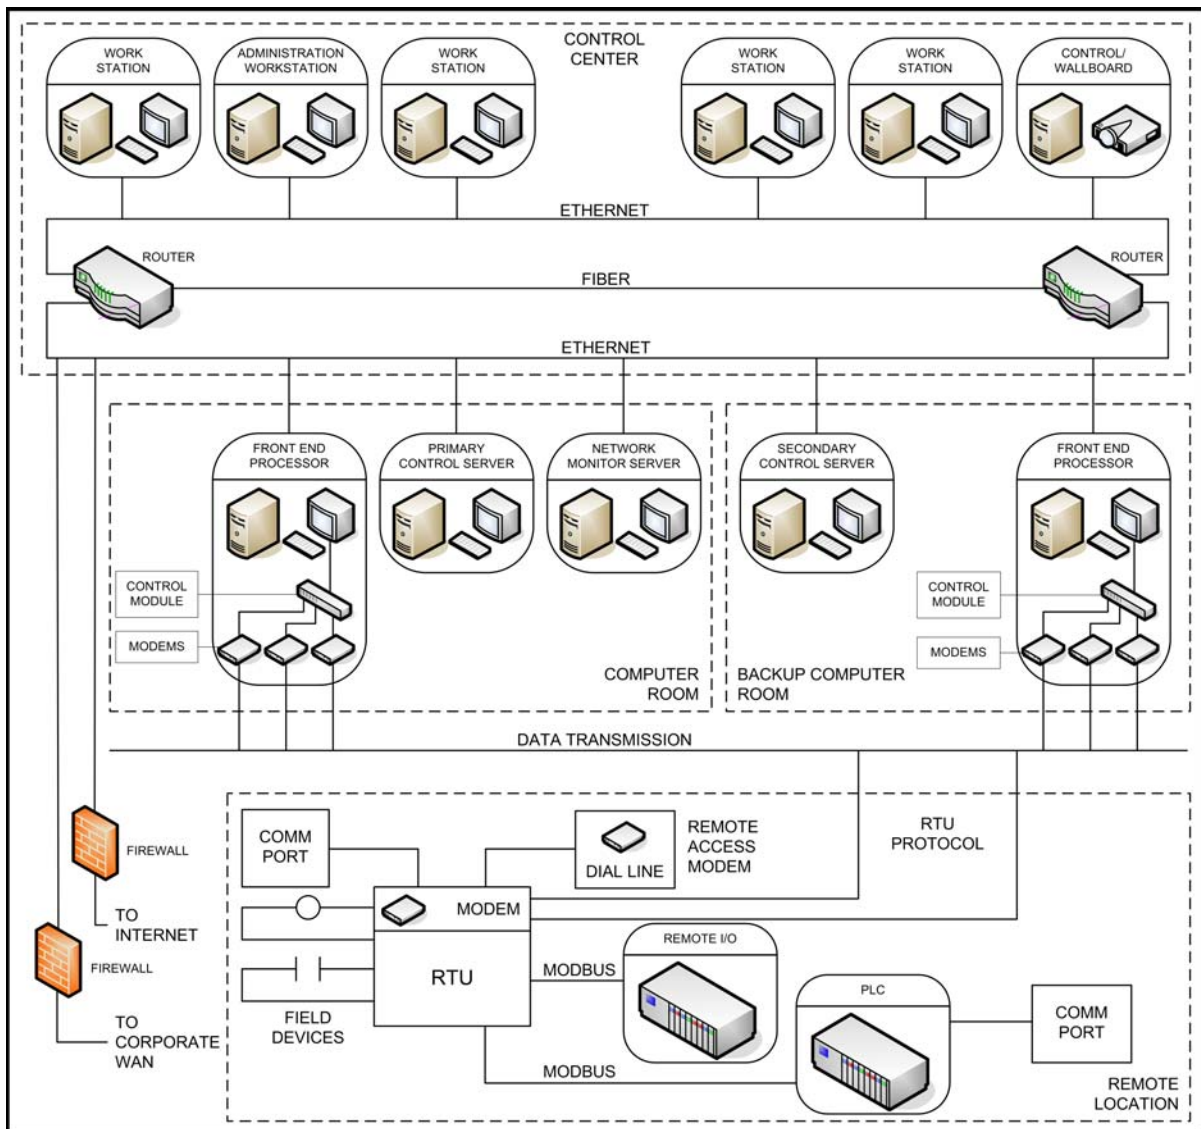 CONTROL
CENTER
WORK
STATION
ADMINISTRATION
WORKSTATION
WORK
STATION
WORK
STATION
WORK
STATION
CONTROL/
WALLBOARD
ETHERNET
ROUTER
ROUTER
FIBER
ETHERNET
FRONT END
PROCESSOR
PRIMARY
CONTROL SERVER
NETWORK
MONITOR SERVER
SECONDARY
CONTROL SERVER
FRONT END
PROCESSOR
CONTROL
MODULE
MODEMS
CONTROL
MODULE
MODEMS
COMPUTER
ROOM
BACKUP COMPUTER
ROOM
DATA TRANSMISSION
FIREWALL
TO
INTERNET
FIREWALL
TO
CORPORATE
WAN
COMM
PORT
DIAL LINE
REMOTE
ACCESS
MODEM
RTU
PROTOCOL
MODEM
RTU
FIELD
DEVICES
MODBUS
REMOTE I/O
MODBUS
PLC
COMM
PORT
REMOTE
LOCATION